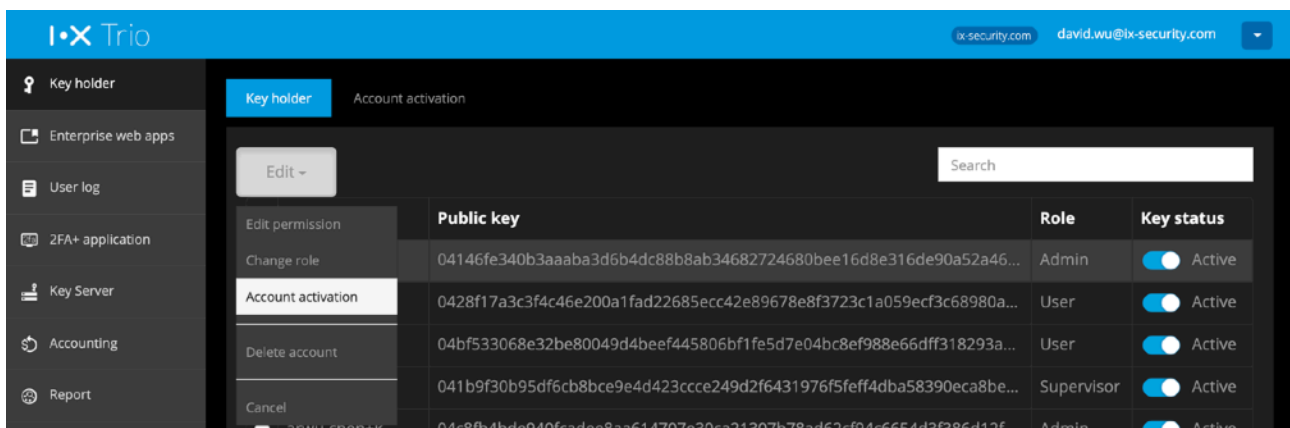 I•X Trio
ix-security.com david.wu@ix-security.com
Key holder
Enterprise web apps
User log
2FA+ application
Key Server
Accounting
Report
Key holder Account activation
Edit
Search
Edit permission
Change role
Account activation
Delete account
Cancel
Public key Role Key status
04146fe340b3aaaba3d6b4dc88b8ab34682724680bee16d8e316de90a52a46... Admin Active
0428f17a3c3f4c46e200a1fad22685ecc42e89678e8f3723c1a059ecf3c68980a... User Active
04bf533068e32be80049d4beef445806bf1fe5d7e04bc8ef988e66dff318293a... User Active
041b9f30b95df6cb8bce9e4d423ccce249d2f6431976f5feff4dba58390eca8be... Supervisor Active
Admin Active